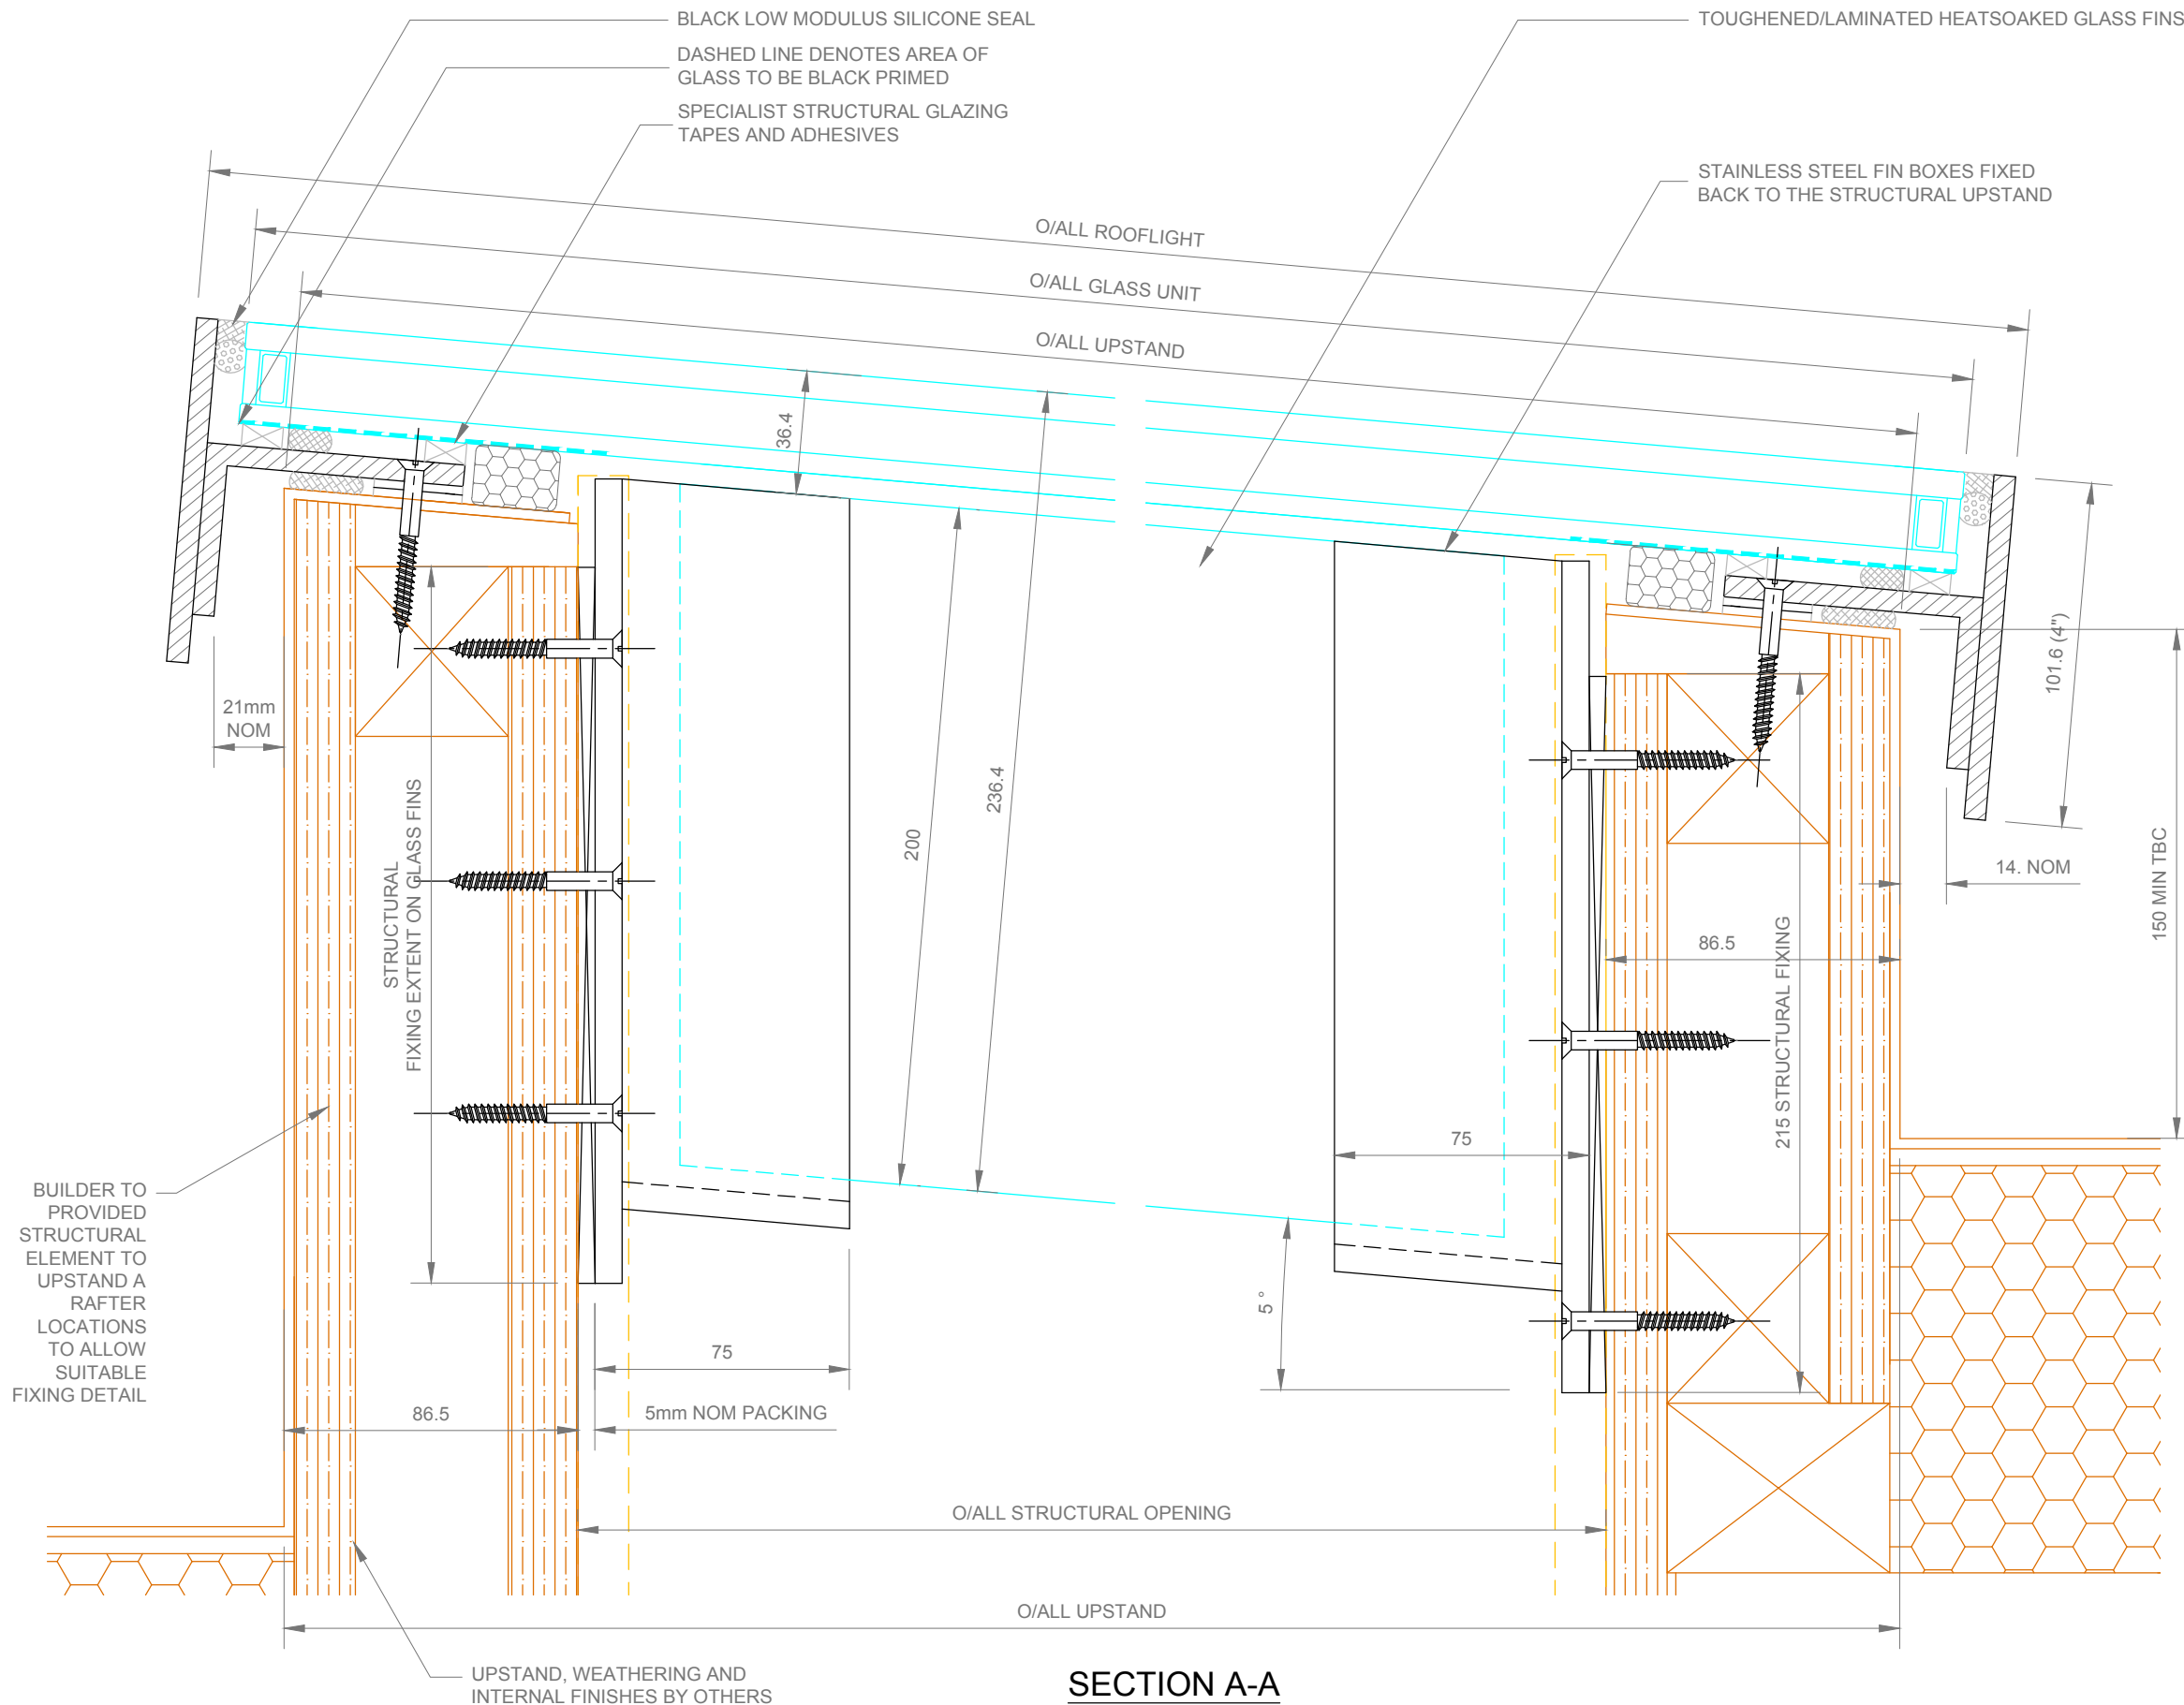 BLACK LOW MODULUS SILICONE SEAL
TOUGHENED/LAMINATED HEATSOAKED GLASS FINS
DASHED LINE DENOTES AREA OF
GLASS TO BE BLACK PRIMED
SPECIALIST STRUCTURAL GLAZING
TAPES AND ADHESIVES
STAINLESS STEEL FIN BOXES FIXED
BACK TO THE STRUCTURAL UPSTAND
O/ALL ROOFLIGHT
O/ALL GLASS UNIT
O/ALL UPSTAND
36.4
236.4
200
21mm
NOM
STRUCTURAL
FIXING EXTENT ON GLASS FINS
101.6 (4")
14. NOM
150 MIN TBC
86.5
215 STRUCTURAL FIXING
75
5°
BUILDER TO
PROVIDED
STRUCTURAL
ELEMENT TO
UPSTAND A
RAFTER
LOCATIONS
TO ALLOW
SUITABLE
FIXING DETAIL
75
86.5
5mm NOM PACKING
O/ALL STRUCTURAL OPENING
O/ALL UPSTAND
UPSTAND, WEATHERING AND
INTERNAL FINISHES BY OTHERS
SECTION A-A